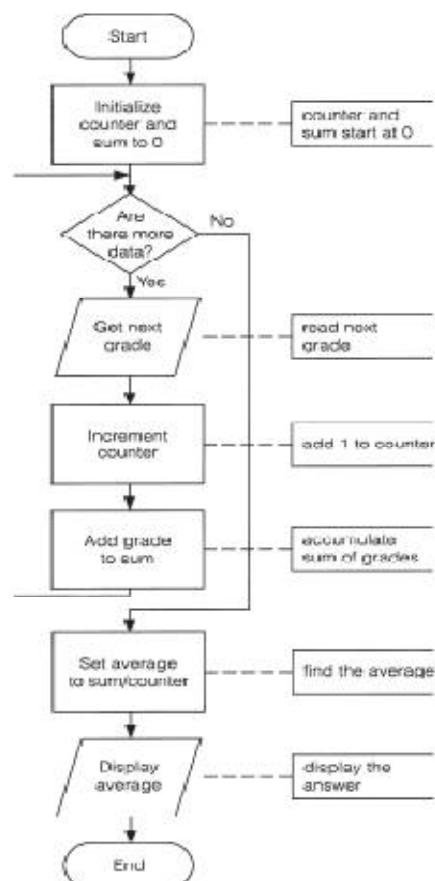 Start
Initialize
counter and
sum to 0
counter and
sum start at 0
Are
there more
data?
No
Yes
Get next
grade
read next
grade
Increment
counter
add 1 to counter
Add grade
to sum
accumulate
sum of grades
Set average
to sum/counter
find the average
Display
average
display the
answer
End